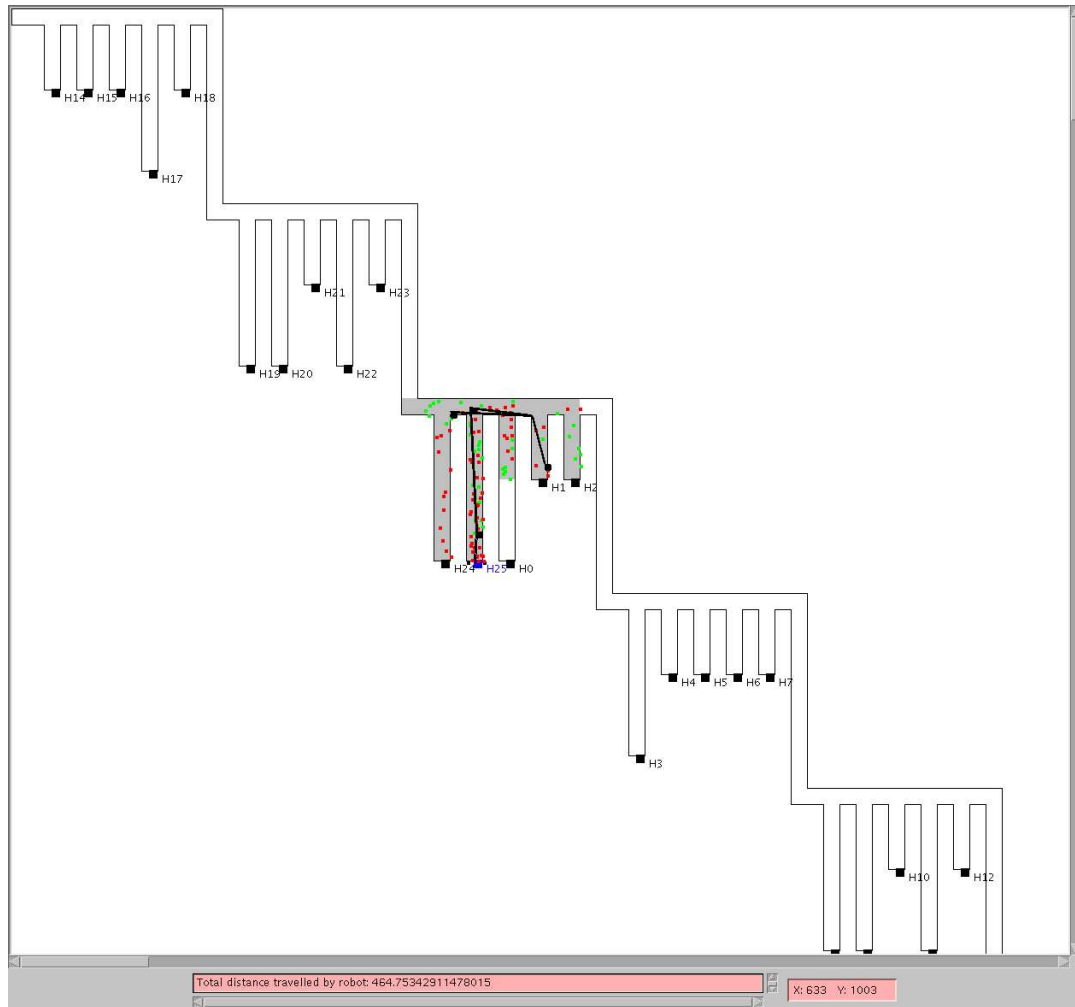 H14 H15 H16 H18
H17
H21 H23
H19 H20 H22
H1 H2
H24 H25 H0
H4 H5 H6 H7
H3
H10 H12
Total distance travelled by robot: 464.75342911478015
X: 633 Y: 1003